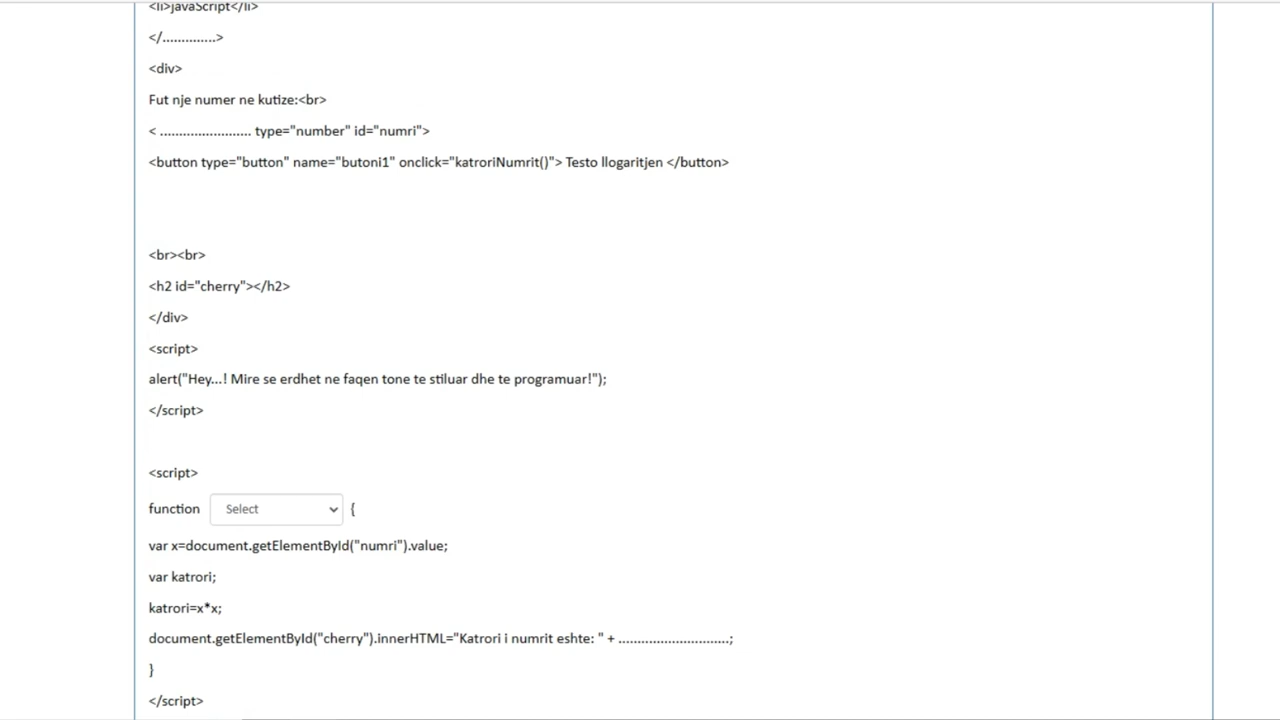 <li>javaScript</li>
</..............>
<div>
Fut nje numer ne kutize:<br>
< ........................ type="number" id="numri">
<button type="button" name="butoni1" onclick="katroriNumrit()"> Testo llogaritjen </button>
<br><br>
<h2 id="cherry"></h2>
</div>
<script>
alert("Hey...! Mire se erdhet ne faqen tone te stiluar dhe te programuar!");
</script>
<script>
function Select {
var x=document.getElementById("numri").value;
var katrori;
katrori=x*x;
document.getElementById("cherry").innerHTML="Katrori i numrit eshte: " + .............................;
}
</script>